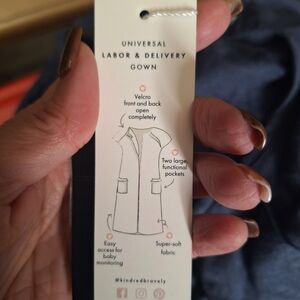 UNIVERSAL
LABOR & DELIVERY
GOWN
Velcro
front and back
open
completely
Two large
functional
pockets
Easy
access for
baby
monitoring
Super-soft
fabric
@kindredbravely